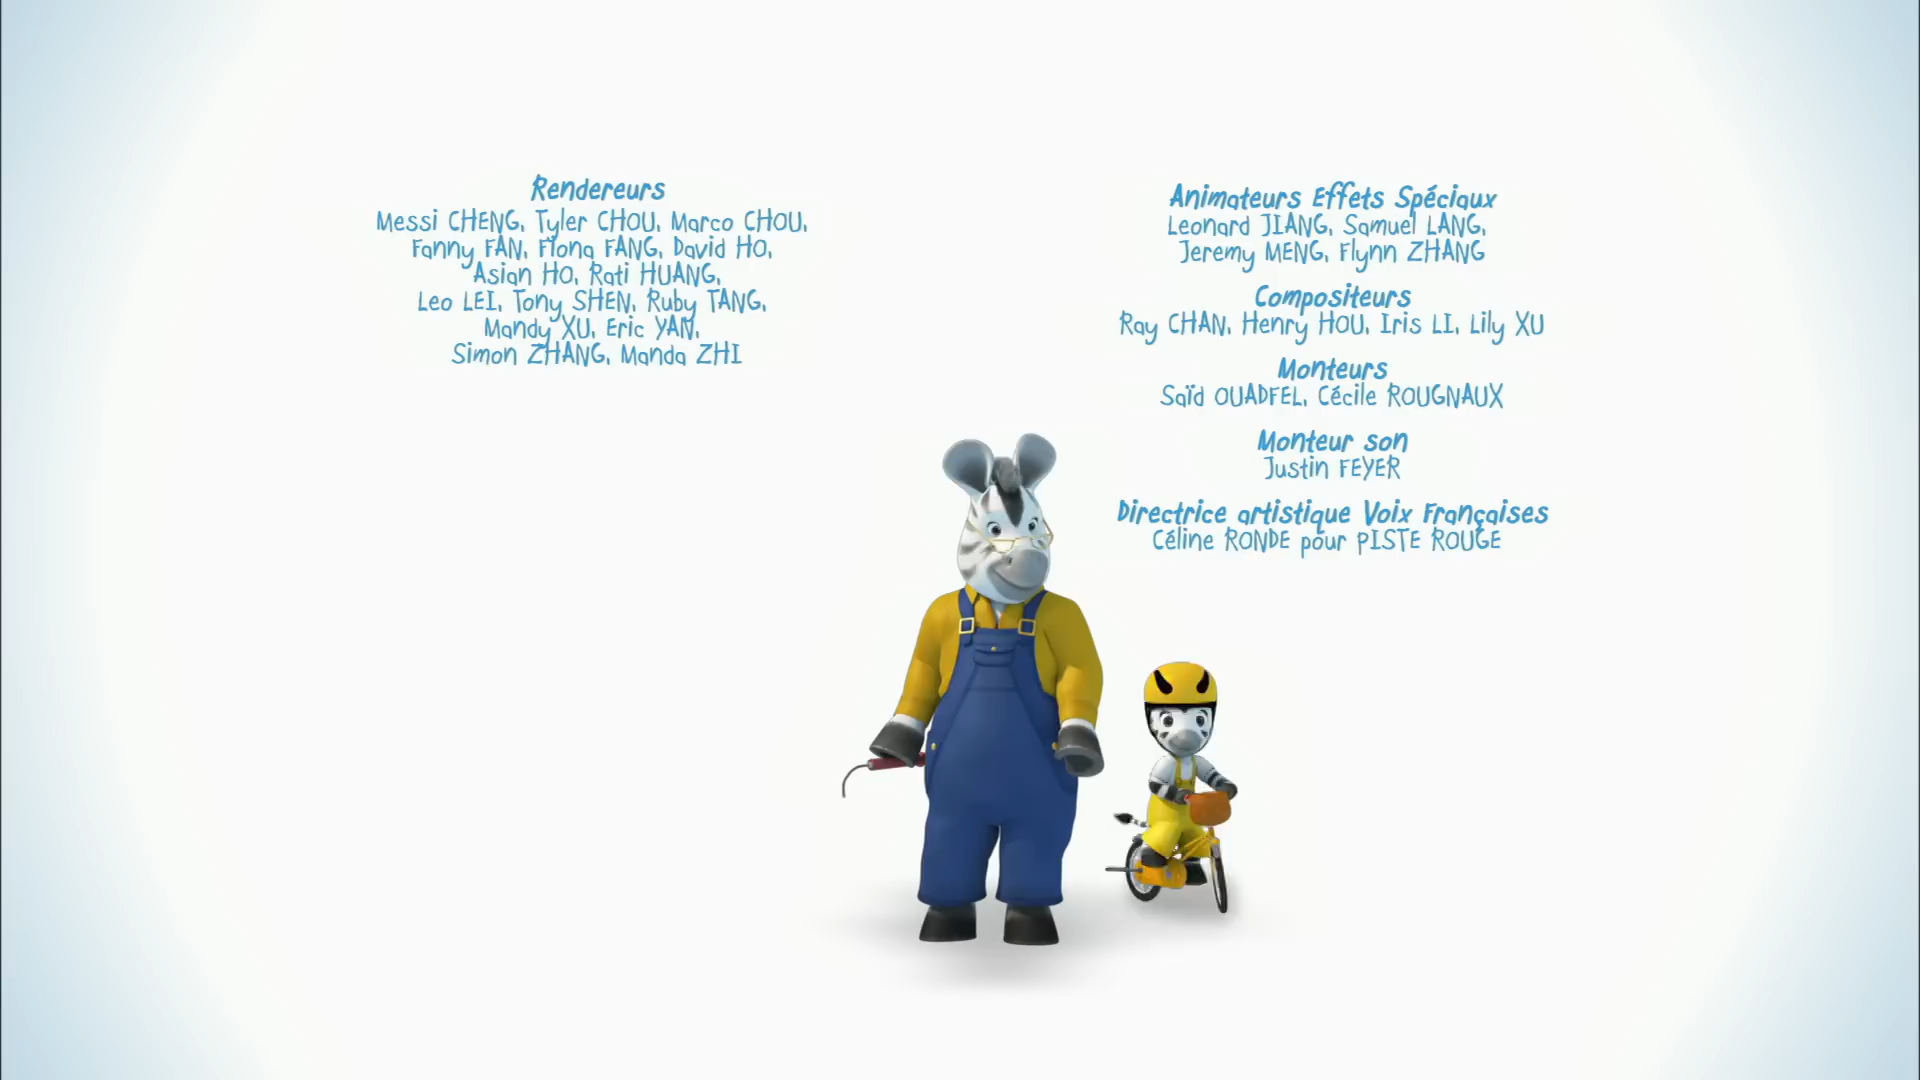 Rendereurs
Messi CHENG, Tyler CHOU, Marco CHOU,
Fanny FAN, Fiona FANG, David HO,
Asian HO, Rati HUANG,
Leo LEI, Tony SHEN, Ruby TANG,
Mandy XU, Eric YAN,
Simon ZHANG, Manda ZHI
Animateurs Effets Spéciaux
Leonard JIANG, Samuel LANG,
Jeremy MENG, Flynn ZHANG
Compositeurs
Ray CHAN, Henry HOU, Iris LI, Lily XU
Monteurs
Saïd OUADFEL, Cécile ROUGNAUX
Monteur son
Justin FEYER
Directrice artistique Voix Françaises
Céline RONDE pour PISTE ROUGE